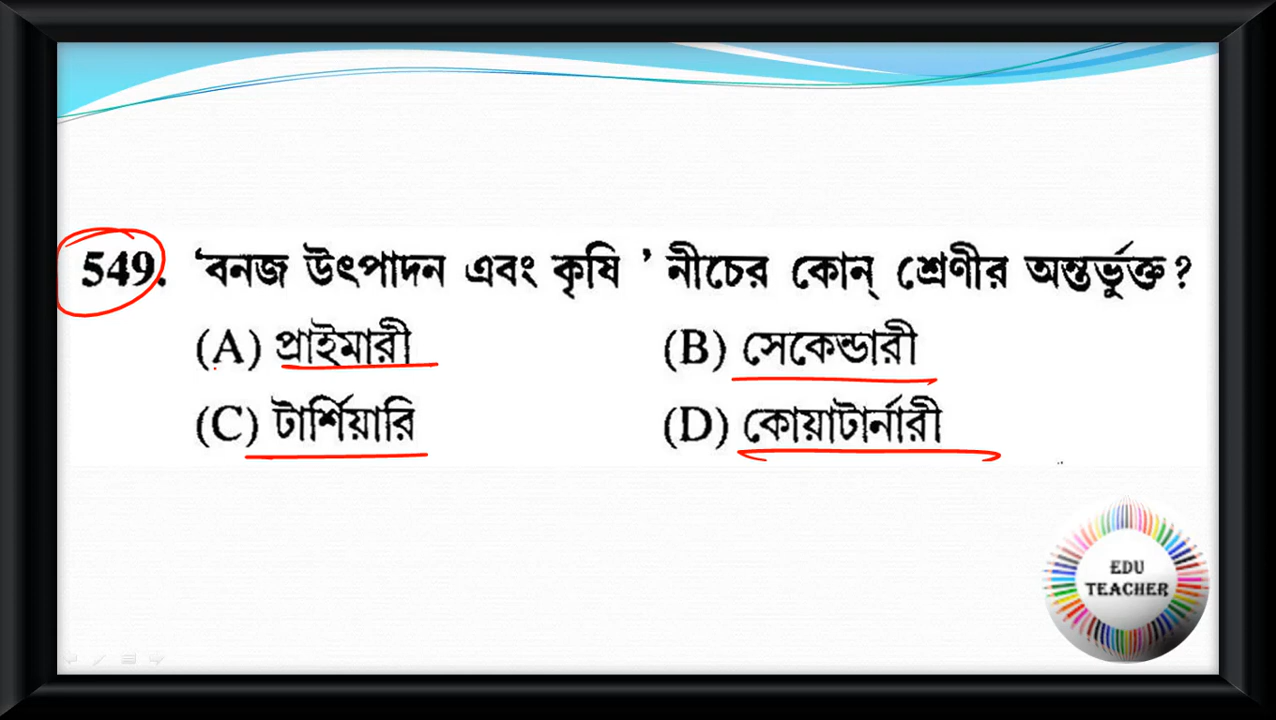 549. ‘বনজ উৎপাদন এবং কৃষি ’ নীচের কোন্ শ্রেণীর অন্তর্ভুক্ত?
(A) প্রাইমারী (B) সেকেন্ডারী
(C) টার্শিয়ারি (D) কোয়াটার্নারী
EDU
TEACHER